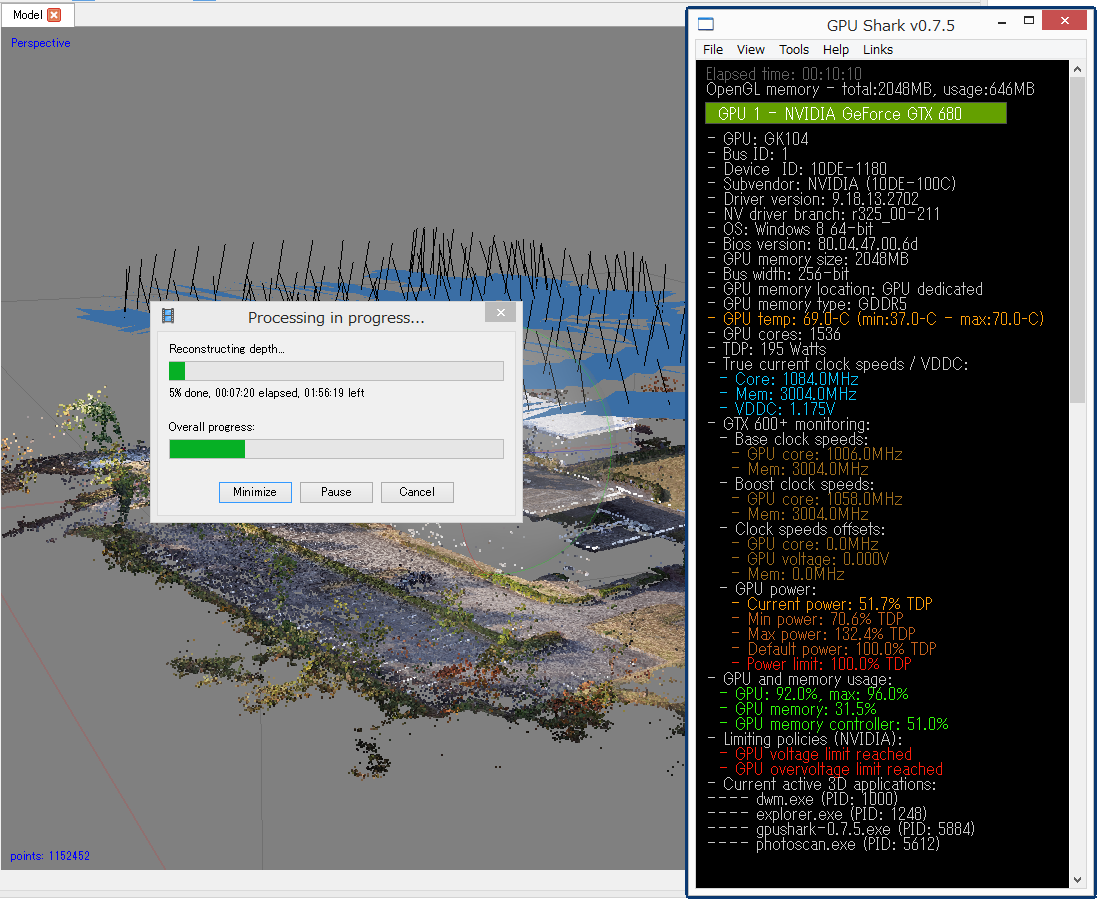 Model
Perspective
Processing in progress...
Reconstructing depth...
5% done, 00:07:20 elapsed, 01:56:19 left
Overall progress:
Minimize
Pause
Cancel
points: 1152452
GPU Shark v0.7.5
File View Tools Help Links
Elapsed time: 00:10:10
OpenGL memory - total:2048MB, usage:646MB
GPU 1 - NVIDIA GeForce GTX 680
- GPU: GK104
- Bus ID: 1
- Device ID: 10DE-1180
- Subvendor: NVIDIA (10DE-100C)
- Driver version: 9.18.13.2702
- NV driver branch: r325_00-211
- OS: Windows 8 64-bit
- Bios version: 80.04.47.00.6d
- GPU memory size: 2048MB
- Bus width: 256-bit
- GPU memory location: GPU dedicated
- GPU memory type: GDDR5
- GPU temp: 69.0-C (min:37.0-C - max:70.0-C)
- GPU cores: 1536
- TDP: 195 Watts
- True current clock speeds / VDDC:
- Core: 1084.0MHz
- Mem: 3004.0MHz
- VDDC: 1.175V
- GTX 600+ monitoring:
- Base clock speeds:
- GPU core: 1006.0MHz
- Mem: 3004.0MHz
- Boost clock speeds:
- GPU core: 1058.0MHz
- Mem: 3004.0MHz
- Clock speeds offsets:
- GPU core: 0.0MHz
- GPU voltage: 0.000V
- Mem: 0.0MHz
- GPU power:
- Current power: 51.7% TDP
- Min power: 70.6% TDP
- Max power: 132.4% TDP
- Default power: 100.0% TDP
- Power limit: 100.0% TDP
- GPU and memory usage:
- GPU: 92.0%, max: 96.0%
- GPU memory: 31.5%
- GPU memory controller: 51.0%
- Limiting policies (NVIDIA):
- GPU voltage limit reached
- GPU overvoltage limit reached
- Current active 3D applications:
---- dwm.exe (PID: 1000)
---- explorer.exe (PID: 1248)
---- gpushark-0.7.5.exe (PID: 5884)
---- photoscan.exe (PID: 5612)